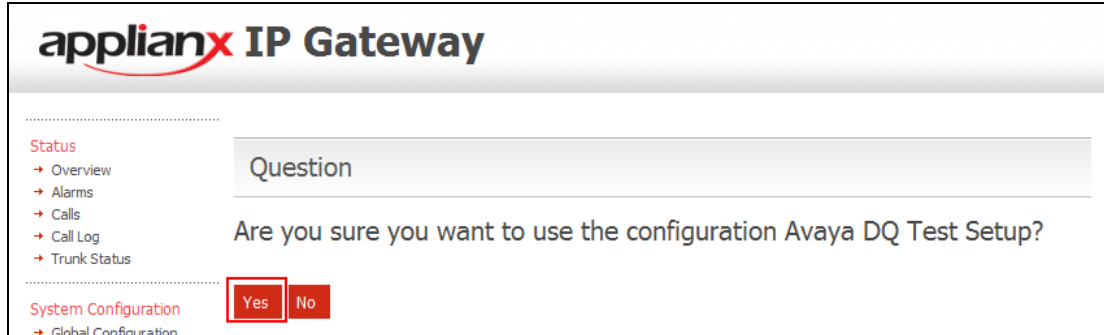 applianx IP Gateway
Status
Overview
Alarms
Calls
Call Log
Trunk Status
System Configuration
Global Configuration
Question
Are you sure you want to use the configuration Avaya DQ Test Setup?
Yes No